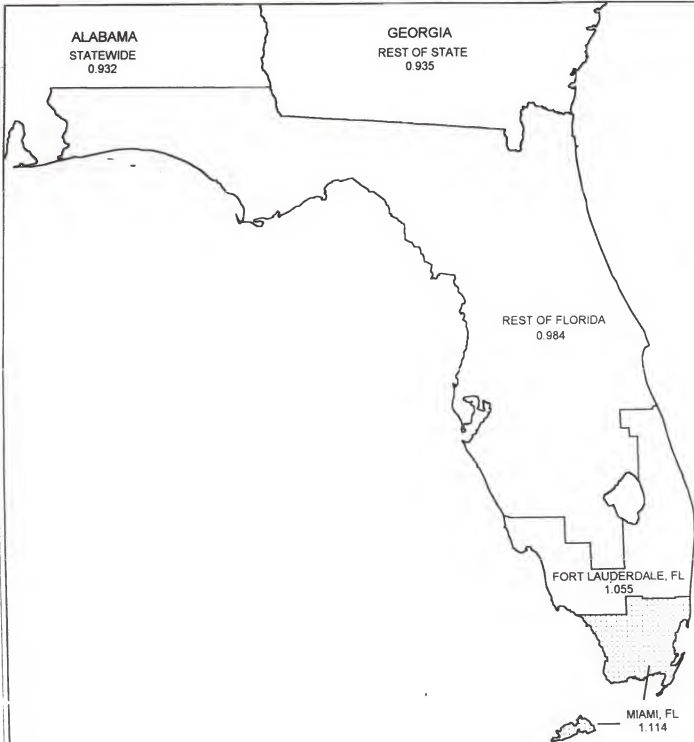 ALABAMA
STATEWIDE
0.932
GEORGIA
REST OF STATE
0.935
REST OF FLORIDA
0.984
FORT LAUDERDALE, FL
1.055
MIAMI, FL
1.114